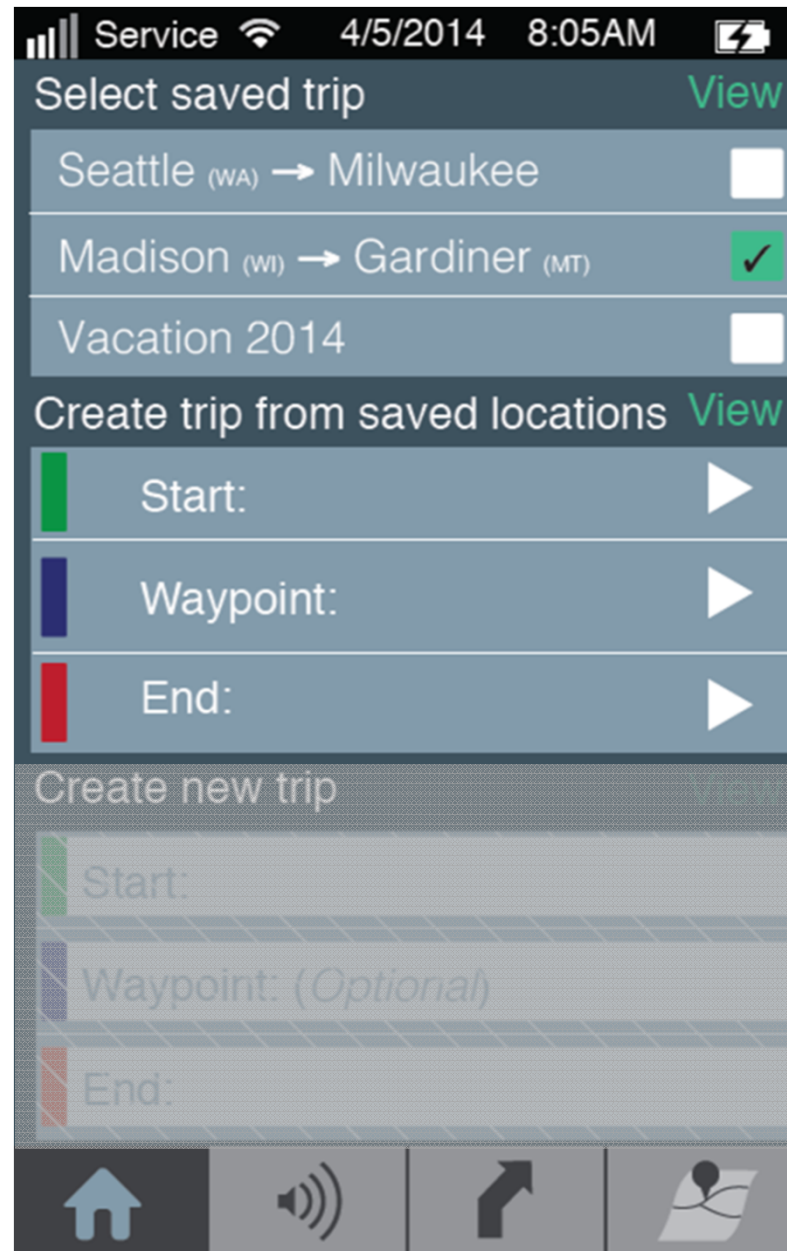 Service 4/5/2014 8:05AM
Select saved trip View
Seattle (WA) → Milwaukee
Madison (WI) → Gardiner (MT)
Vacation 2014
Create trip from saved locations View
Start:
Waypoint:
End:
Create new trip View
Start:
Waypoint: (Optional)
End: